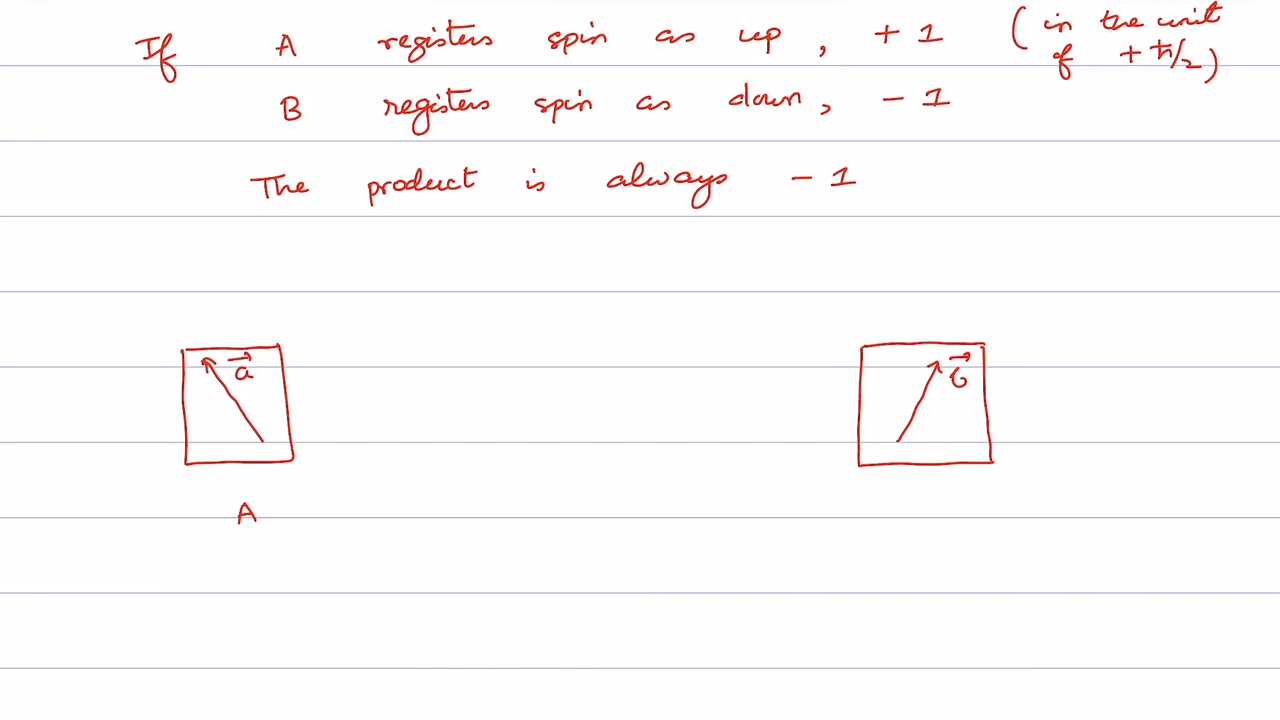 If A registers spin as up, +1 (in the unit
of + ℏ/2)
B registers spin as down, -1
The product is always -1
→a →b
A